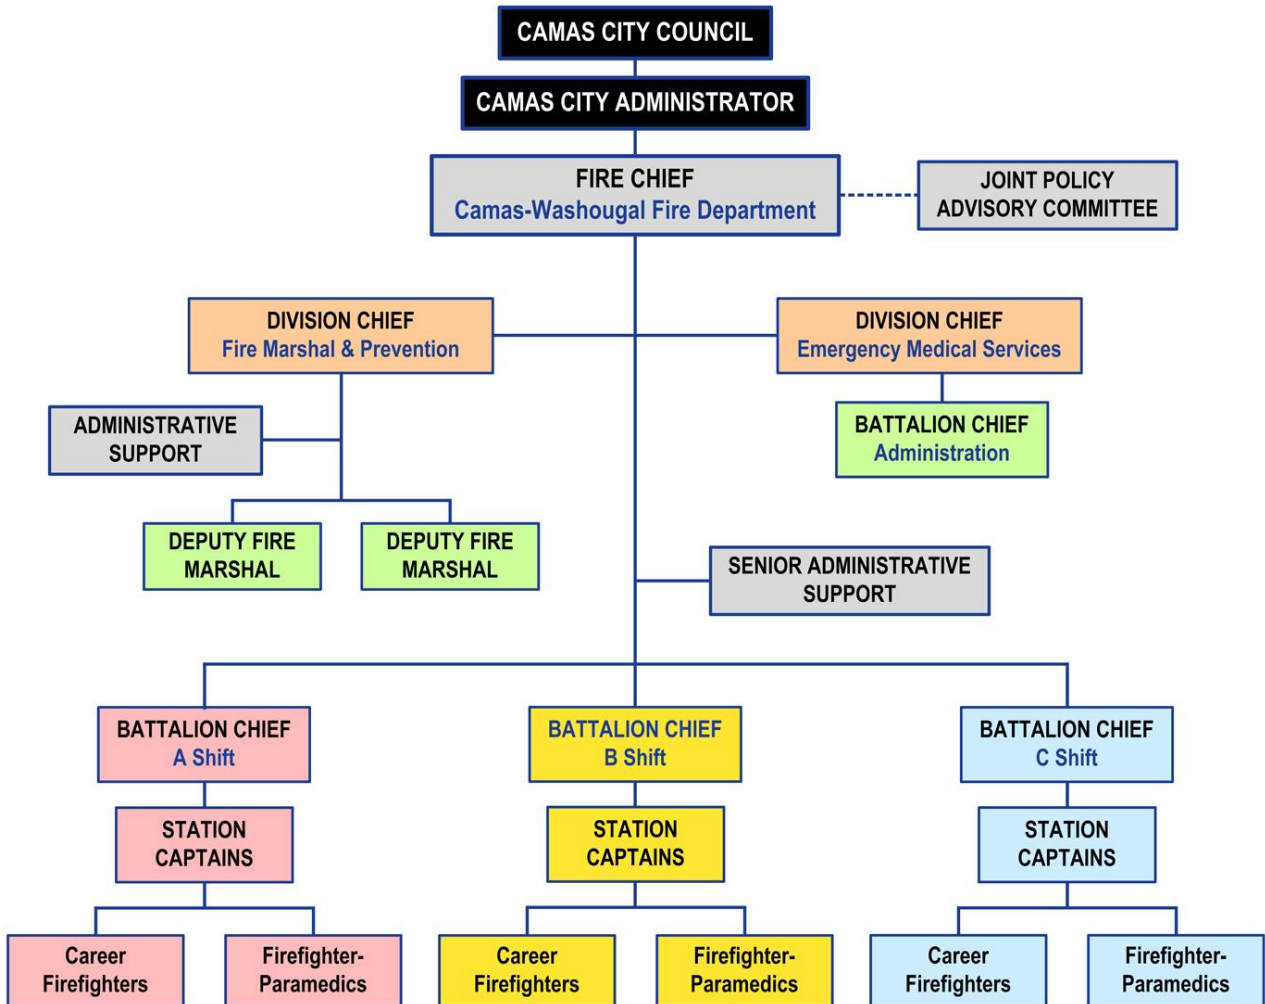 CAMAS CITY COUNCIL
CAMAS CITY ADMINISTRATOR
FIRE CHIEF
Camas-Washougal Fire Department
JOINT POLICY
ADVISORY COMMITTEE
DIVISION CHIEF
Fire Marshal & Prevention
DIVISION CHIEF
Emergency Medical Services
ADMINISTRATIVE
SUPPORT
BATTALION CHIEF
Administration
DEPUTY FIRE
MARSHAL
DEPUTY FIRE
MARSHAL
SENIOR ADMINISTRATIVE
SUPPORT
BATTALION CHIEF
A Shift
BATTALION CHIEF
B Shift
BATTALION CHIEF
C Shift
STATION
CAPTAINS
STATION
CAPTAINS
STATION
CAPTAINS
Career
Firefighters
Firefighter-
Paramedics
Career
Firefighters
Firefighter-
Paramedics
Career
Firefighters
Firefighter-
Paramedics